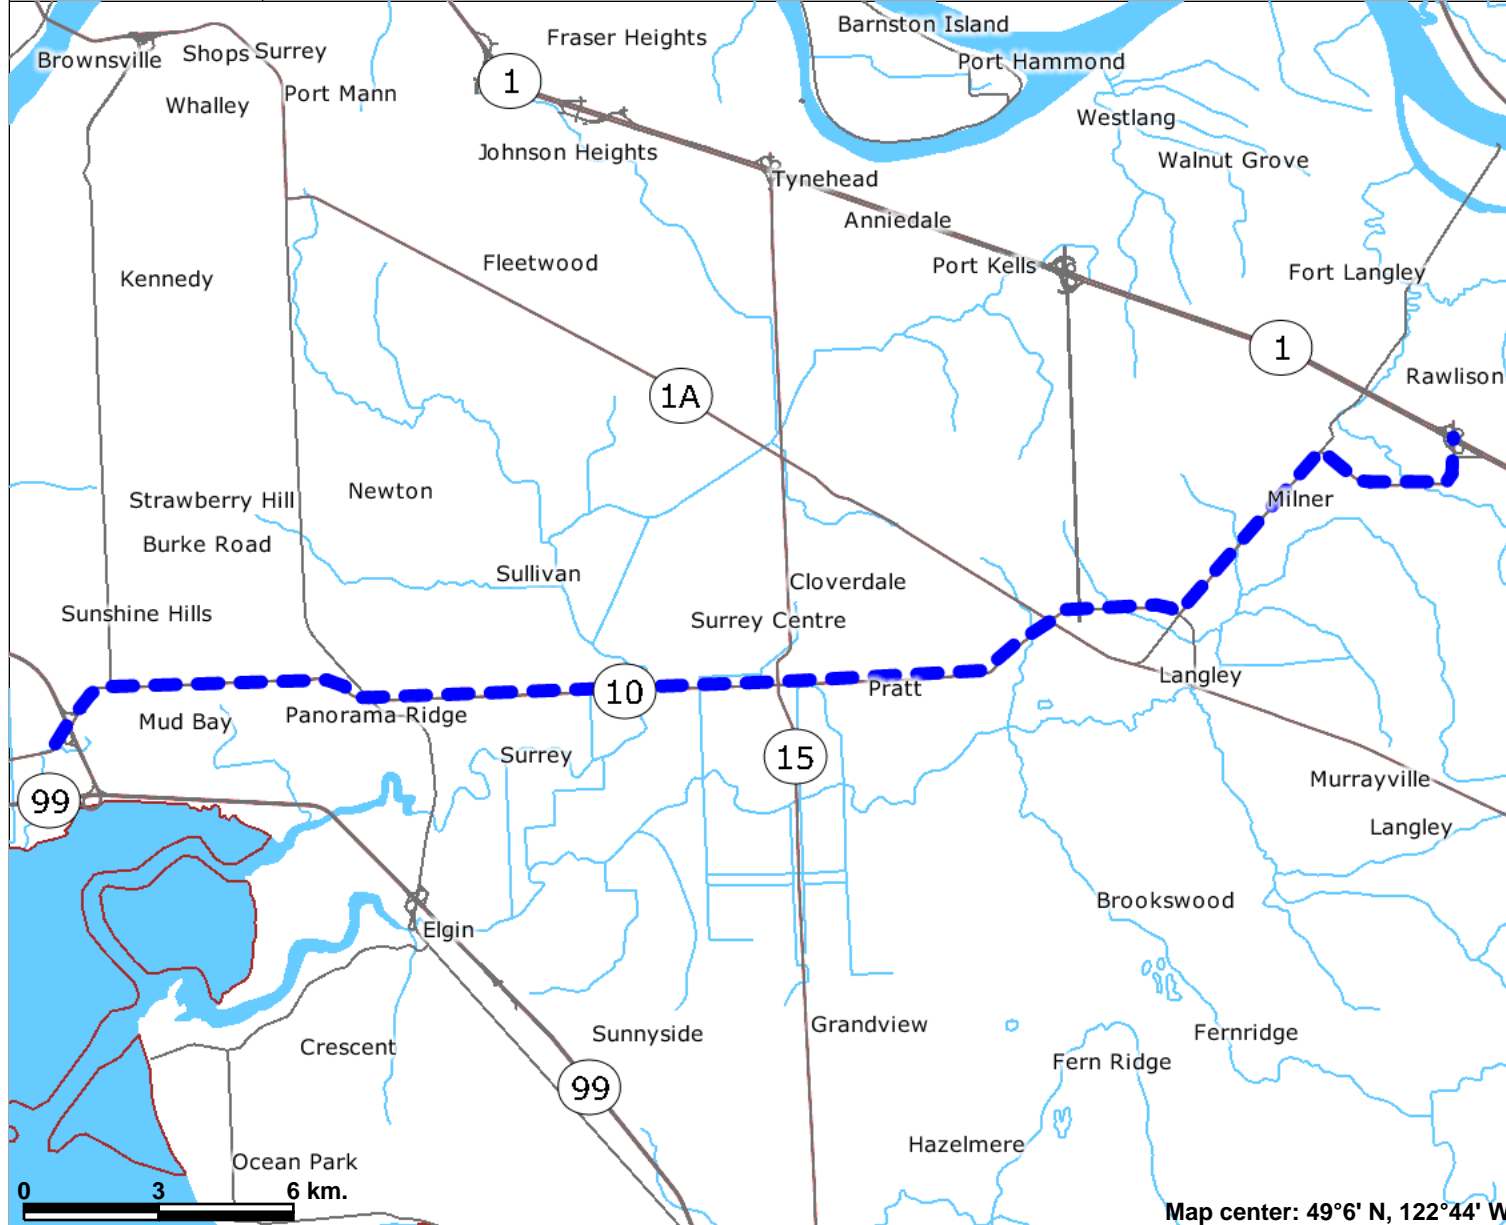 Barnston Island
Fraser Heights
Shops Surrey
Brownsville
Port Hammond
1
Port Mann
Whalley
Westlang
Johnson Heights
Walnut Grove
Tynehead
Anniedale
Fleetwood
Port Kells
Fort Langley
Kennedy
1
Rawlison
1A
Newton
Strawberry Hill
Milner
Burke Road
Sullivan
Cloverdale
Sunshine Hills
Surrey Centre
Langley
10
Pratt
Panorama Ridge
Mud Bay
Surrey
15
Murrayville
99
Langley
Brookswood
Elgin
Grandview
Sunnyside
Fernridge
Crescent
Fern Ridge
99
Hazelmere
Ocean Park
0 3 6 km.
Map center: 49°6' N, 122°44' W